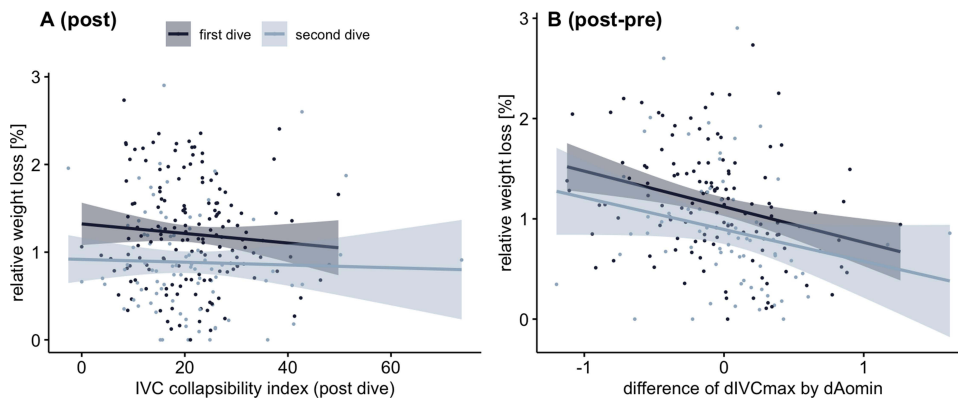 A (post)
first dive second dive
relative weight loss [%]
3
2
1
0
0 20 40 60
IVC collapsibility index (post dive)
B (post-pre)
relative weight loss [%]
3
2
1
0
-1 0 1
difference of dIVCmax by dAomin